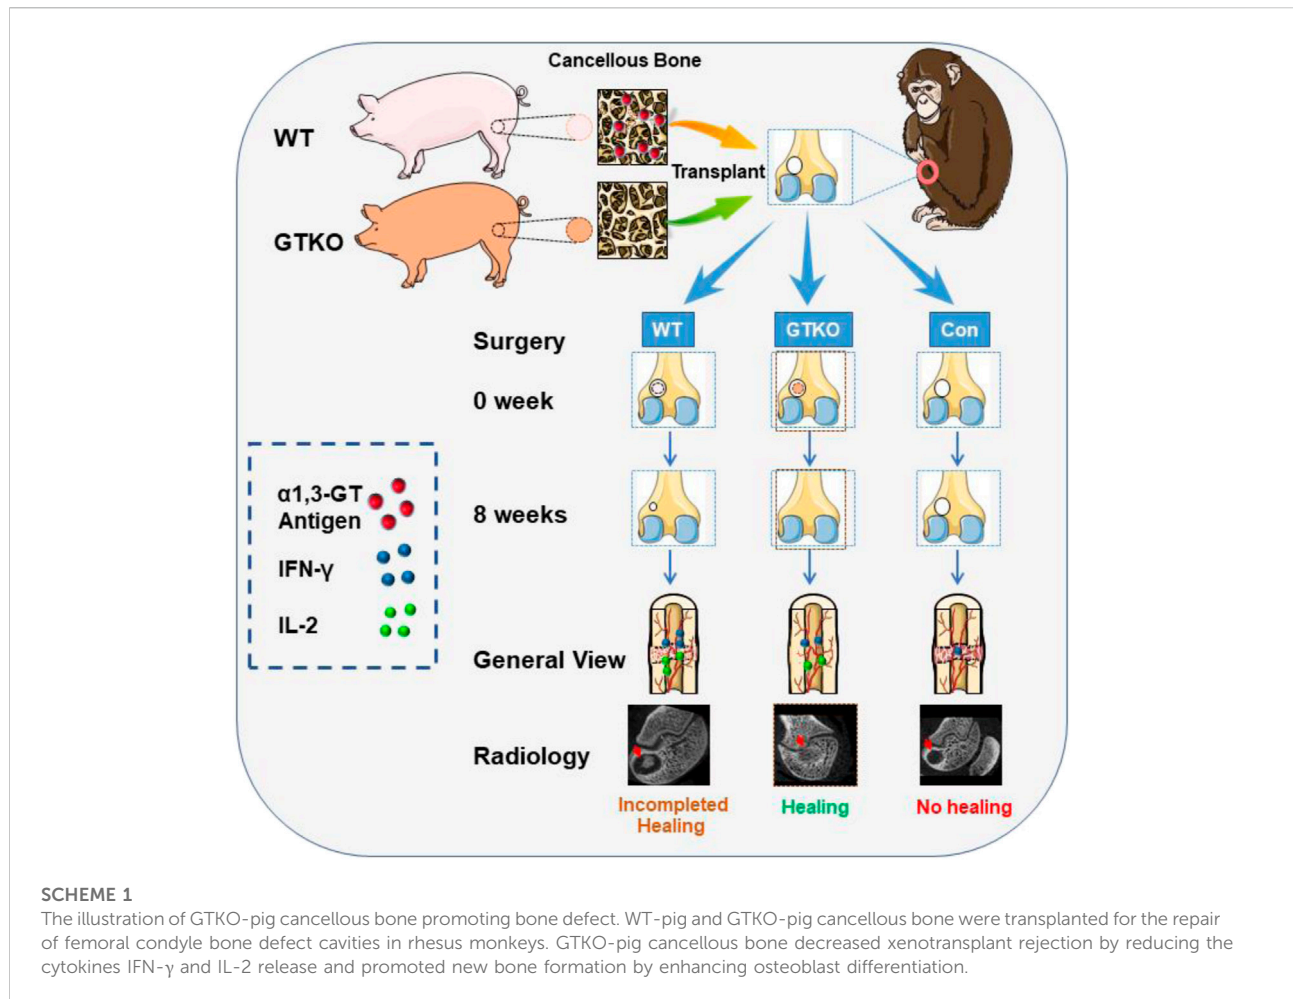 Cancellous Bone
WT
Transplant
GTKO
WT
GTKO
Con
Surgery
0 week
8 weeks
α1,3-GT
Antigen
IFN-γ
IL-2
General View
Radiology
Incompleted
Healing
Healing
No healing
SCHEME 1
The illustration of GTKO-pig cancellous bone promoting bone defect. WT-pig and GTKO-pig cancellous bone were transplanted for the repair
of femoral condyle bone defect cavities in rhesus monkeys. GTKO-pig cancellous bone decreased xenotransplant rejection by reducing the
cytokines IFN-γ and IL-2 release and promoted new bone formation by enhancing osteoblast differentiation.